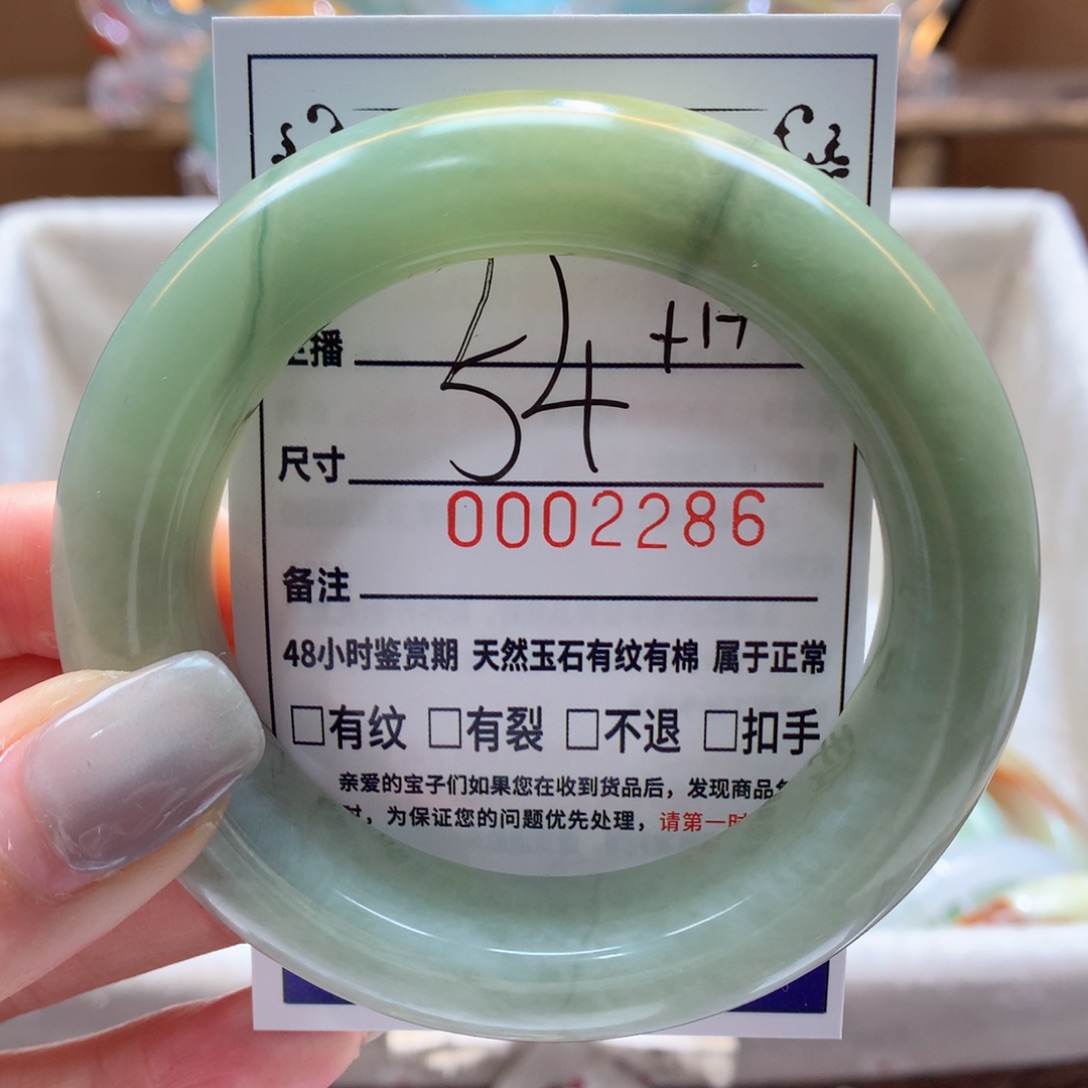 播 +17
尺寸 54
0002286
备注
48小时鉴赏期 天然玉石有纹有棉 属于正常
□有纹 □有裂 □不退 □扣手
亲爱的宝子们如果您在收到货品后，发现商品
时，为保证您的问题优先处理，请第一时